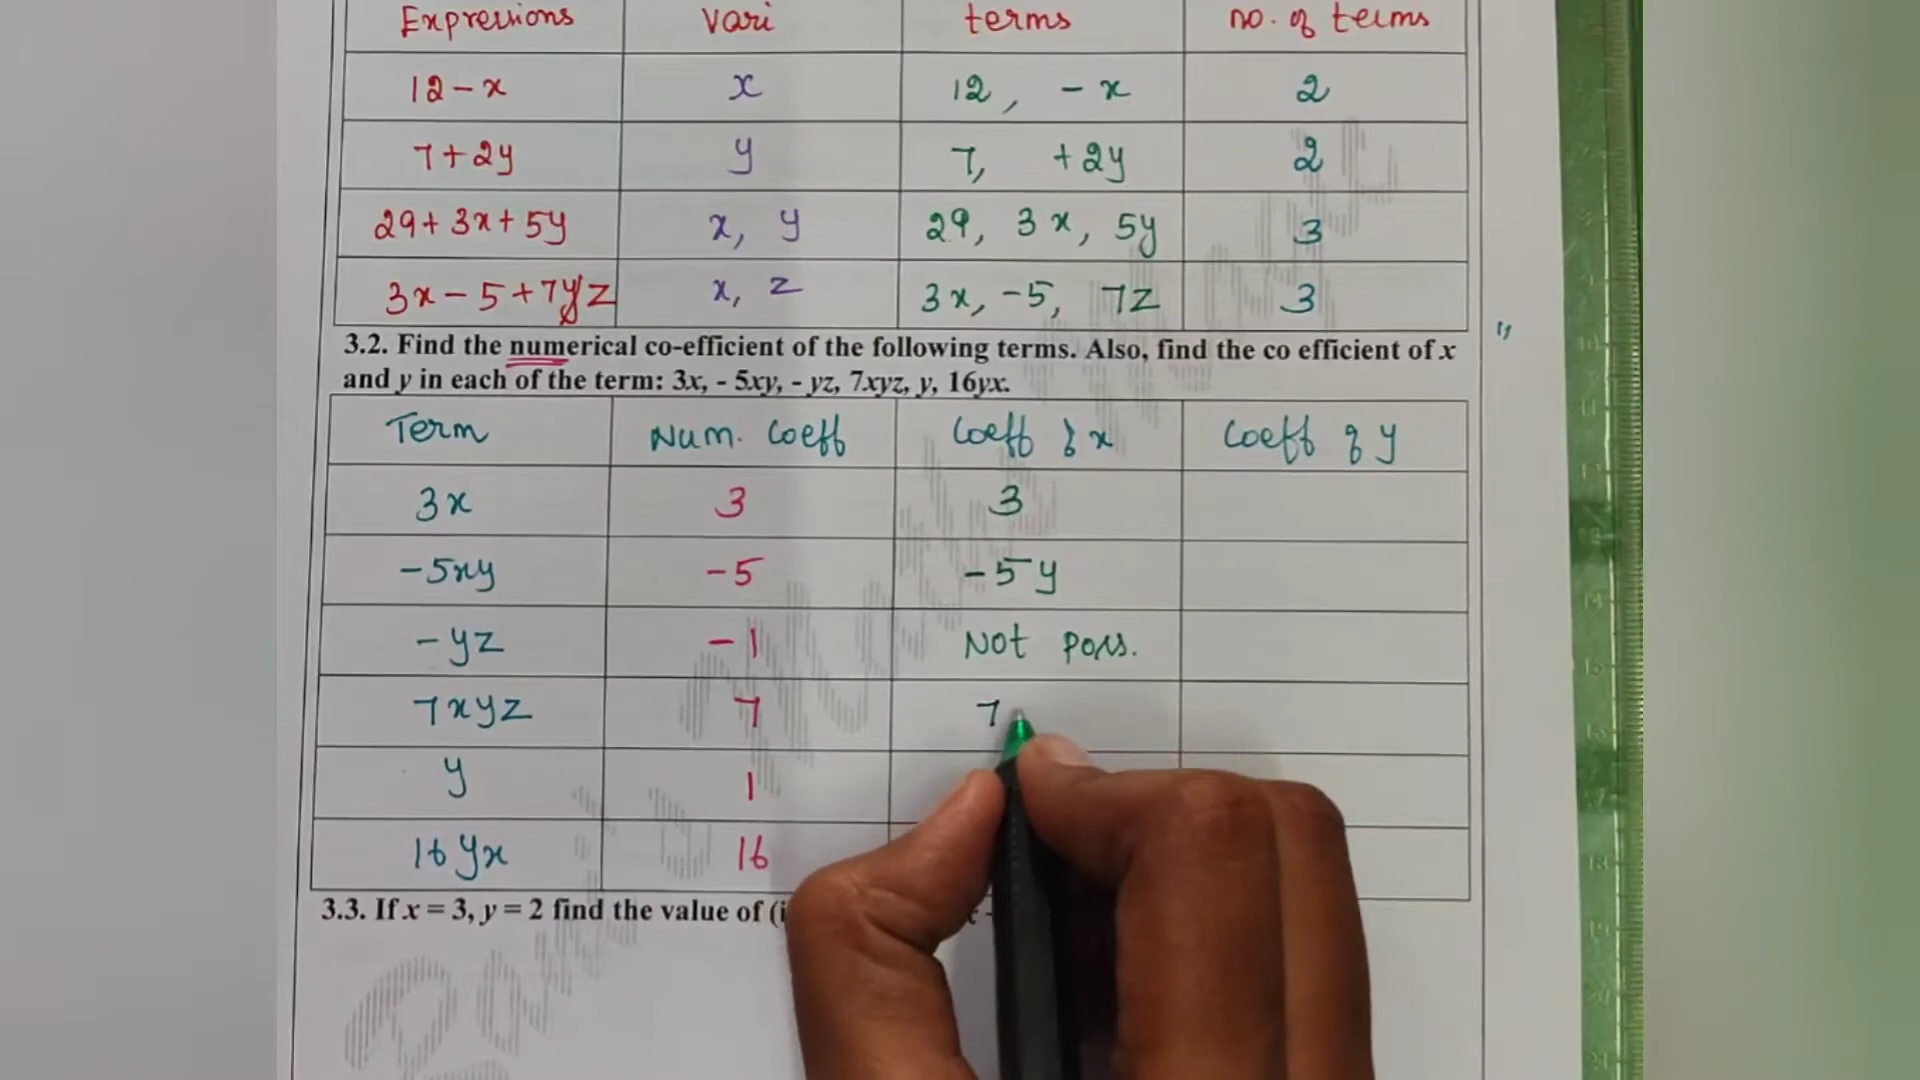 Expressions vari terms no. of terms
12 - x x 12, - x 2
7 + 2y y 7, + 2y 2
29 + 3x + 5y x, y 29, 3x, 5y 3
3x - 5 + 7z x, z 3x, -5, 7z 3
3.2. Find the numerical co-efficient of the following terms. Also, find the co efficient of x
and y in each of the term: 3x, - 5xy, - yz, 7xyz, y, 16yx.
Term Num. Coeff Coeff of x Coeff of y
3x 3 3
-5xy -5 -5y
-yz -1 Not poss.
7xyz 7 7
y 1
16yx 16
3.3. If x = 3, y = 2 find the value of (i